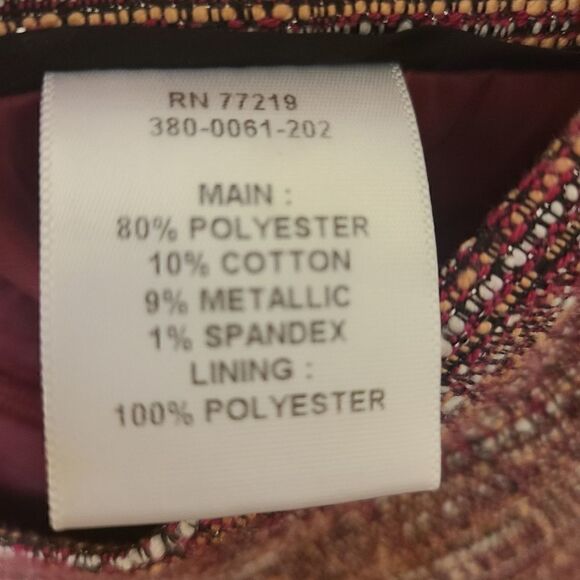 RN 77219
380-0061-202
MAIN :
80% POLYESTER
10% COTTON
9% METALLIC
1% SPANDEX
LINING :
100% POLYESTER